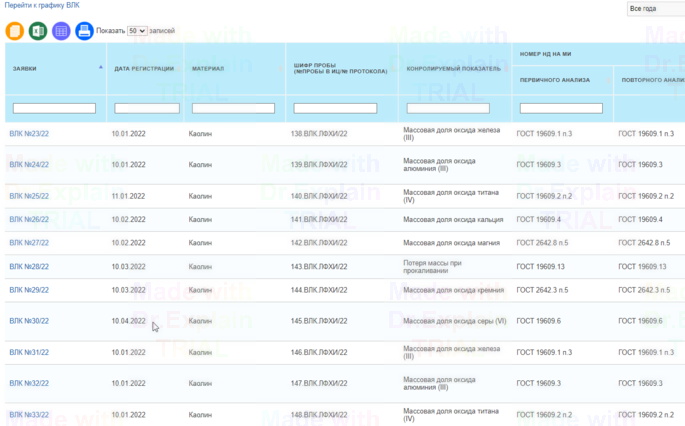 Перейти к графику ВЛК
Все года
Показать 50 записей
НОМЕР НД НА МИ
ЗАЯВКИ ДАТА РЕГИСТРАЦИИ МАТЕРИАЛ ШИФР ПРОБЫ (№ПРОБЫ В ИЦ/№ ПРОТОКОЛА) КОНРОЛИРУЕМЫЙ ПОКАЗАТЕЛЬ ПЕРВИЧНОГО АНАЛИЗА ПОВТОРНОГО АНАЛИ
ВЛК №23/22 10.01.2022 Каолин 138.ВЛК.ЛФХИ/22 Массовая доля оксида железа (III) ГОСТ 19609.1 п.3 ГОСТ 19609.1 п.3
ВЛК №24/22 10.01.2022 Каолин 139.ВЛК.ЛФХИ/22 Массовая доля оксида алюминия (III) ГОСТ 19609.3 ГОСТ 19609.3
ВЛК №25/22 11.01.2022 Каолин 140.ВЛК.ЛФХИ/22 Массовая доля оксида титана (IV) ГОСТ 19609.2 п.2 ГОСТ 19609.2 п.2
ВЛК №26/22 10.02.2022 Каолин 141.ВЛК.ЛФХИ/22 Массовая доля оксида кальция ГОСТ 19609.4 ГОСТ 19609.4
ВЛК №27/22 10.02.2022 Каолин 142.ВЛК.ЛФХИ/22 Массовая доля оксида магния ГОСТ 2642.8 п.5 ГОСТ 2642.8 п.5
ВЛК №28/22 10.03.2022 Каолин 143.ВЛК.ЛФХИ/22 Потеря массы при прокаливании ГОСТ 19609.13 ГОСТ 19609.13
ВЛК №29/22 10.03.2022 Каолин 144.ВЛК.ЛФХИ/22 Массовая доля оксида кремния ГОСТ 2642.3 п.5 ГОСТ 2642.3 п.5
ВЛК №30/22 10.04.2022 Каолин 145.ВЛК.ЛФХИ/22 Массовая доля оксида серы (VI) ГОСТ 19609.6 ГОСТ 19609.6
ВЛК №31/22 10.01.2022 Каолин 146.ВЛК.ЛФХИ/22 Массовая доля оксида железа (III) ГОСТ 19609.1 п.3 ГОСТ 19609.1 п.3
ВЛК №32/22 10.01.2022 Каолин 147.ВЛК.ЛФХИ/22 Массовая доля оксида алюминия (III) ГОСТ 19609.3 ГОСТ 19609.3
ВЛК №33/22 10.01.2022 Каолин 148.ВЛК.ЛФХИ/22 Массовая доля оксида титана (IV) ГОСТ 19609.2 п.2 ГОСТ 19609.2 п.2
Made with
Dr.Explain
TRIAL